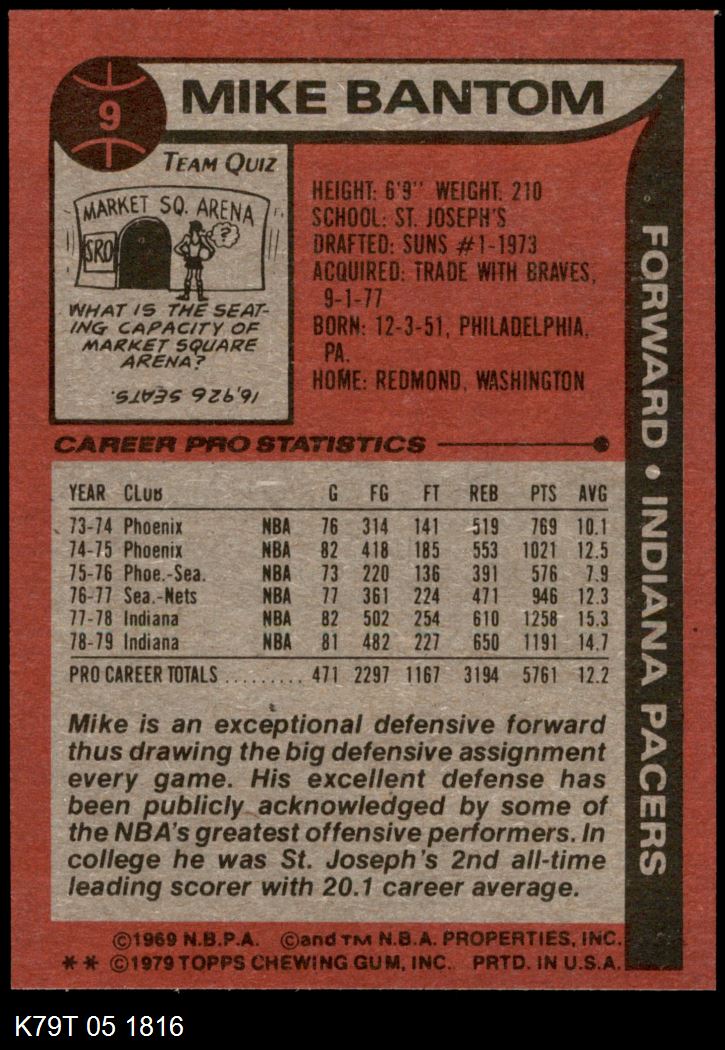 9
MIKE BANTOM
TEAM QUIZ
MARKET SQ. ARENA
SRO
?
WHAT IS THE SEAT-
ING CAPACITY OF
MARKET SQUARE
ARENA?
16,926 SEATS.
HEIGHT: 6'9" WEIGHT: 210
SCHOOL: ST. JOSEPH'S
DRAFTED: SUNS #1-1973
ACQUIRED: TRADE WITH BRAVES,
9-1-77
BORN: 12-3-51, PHILADELPHIA,
PA.
HOME: REDMOND, WASHINGTON
FORWARD • INDIANA PACERS
CAREER PRO STATISTICS
YEAR CLUB G FG FT REB PTS AVG
73-74 Phoenix NBA 76 314 141 519 769 10.1
74-75 Phoenix NBA 82 418 185 553 1021 12.5
75-76 Phoe.-Sea. NBA 73 220 136 391 576 7.9
76-77 Sea.-Nets NBA 77 361 224 471 946 12.3
77-78 Indiana NBA 82 502 254 610 1258 15.3
78-79 Indiana NBA 81 482 227 650 1191 14.7
PRO CAREER TOTALS ......... 471 2297 1167 3194 5761 12.2
Mike is an exceptional defensive forward
thus drawing the big defensive assignment
every game. His excellent defense has
been publicly acknowledged by some of
the NBA's greatest offensive performers. In
college he was St. Joseph's 2nd all-time
leading scorer with 20.1 career average.
©1969 N.B.P.A. ©and TM N.B.A. PROPERTIES, INC.
** ©1979 TOPPS CHEWING GUM, INC. PRTD. IN U.S.A.
K79T 05 1816